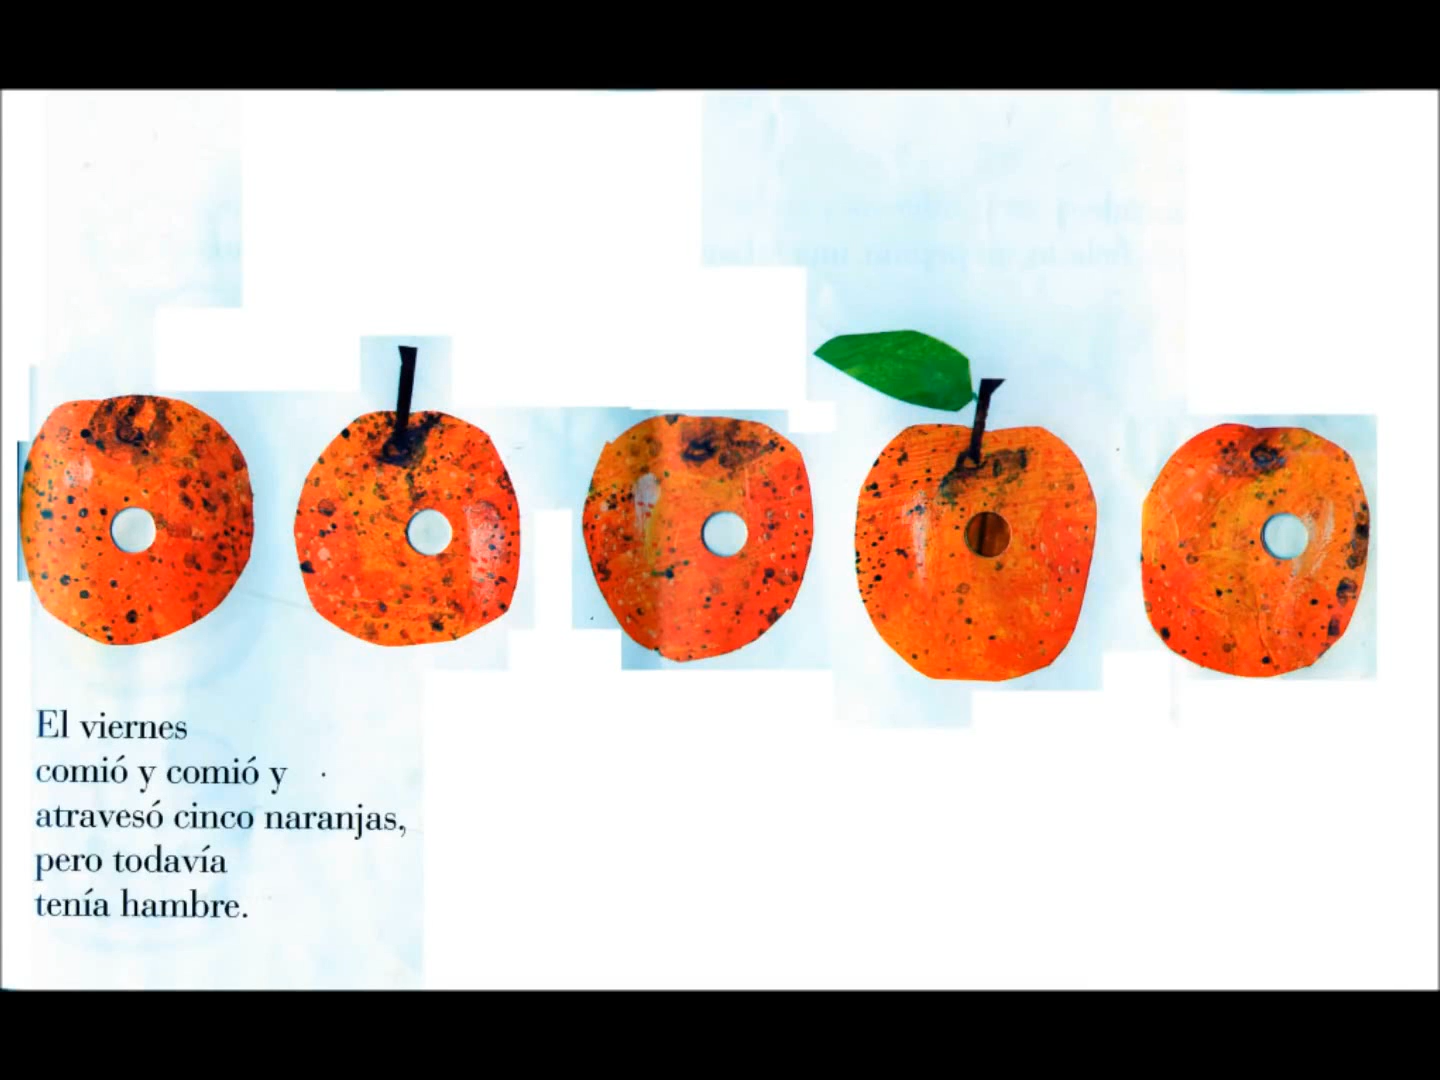 El viernes
comió y comió y
atravesó cinco naranjas,
pero todavía
tenía hambre.